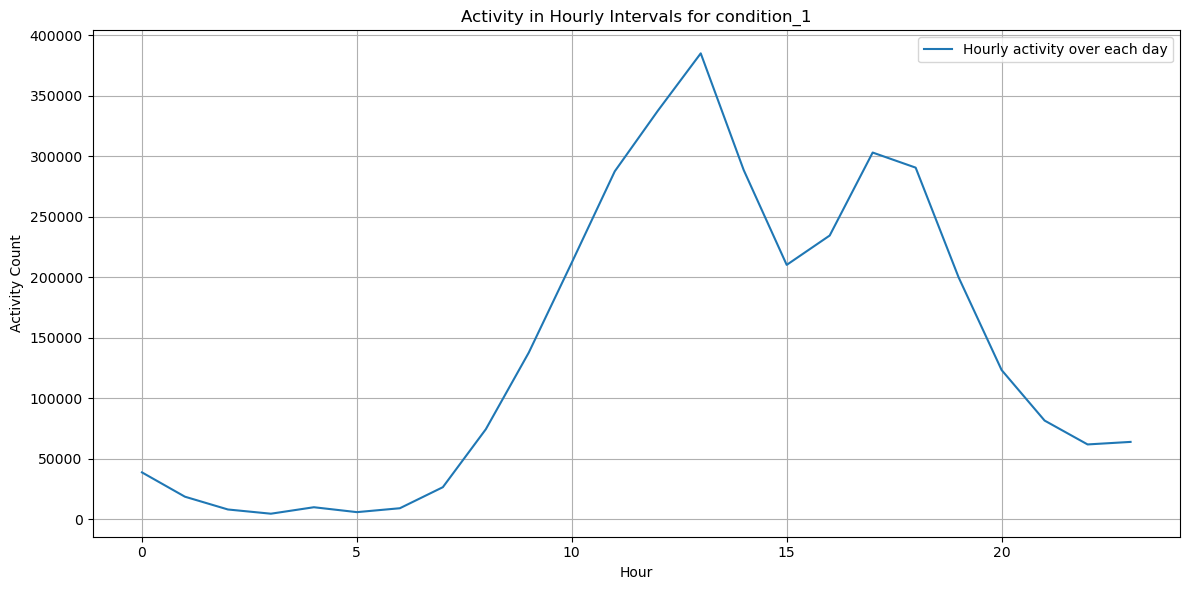 Activity in Hourly Intervals for condition_1
Hourly activity over each day
Activity Count
400000
350000
300000
250000
200000
150000
100000
50000
0
0 5 10 15 20
Hour